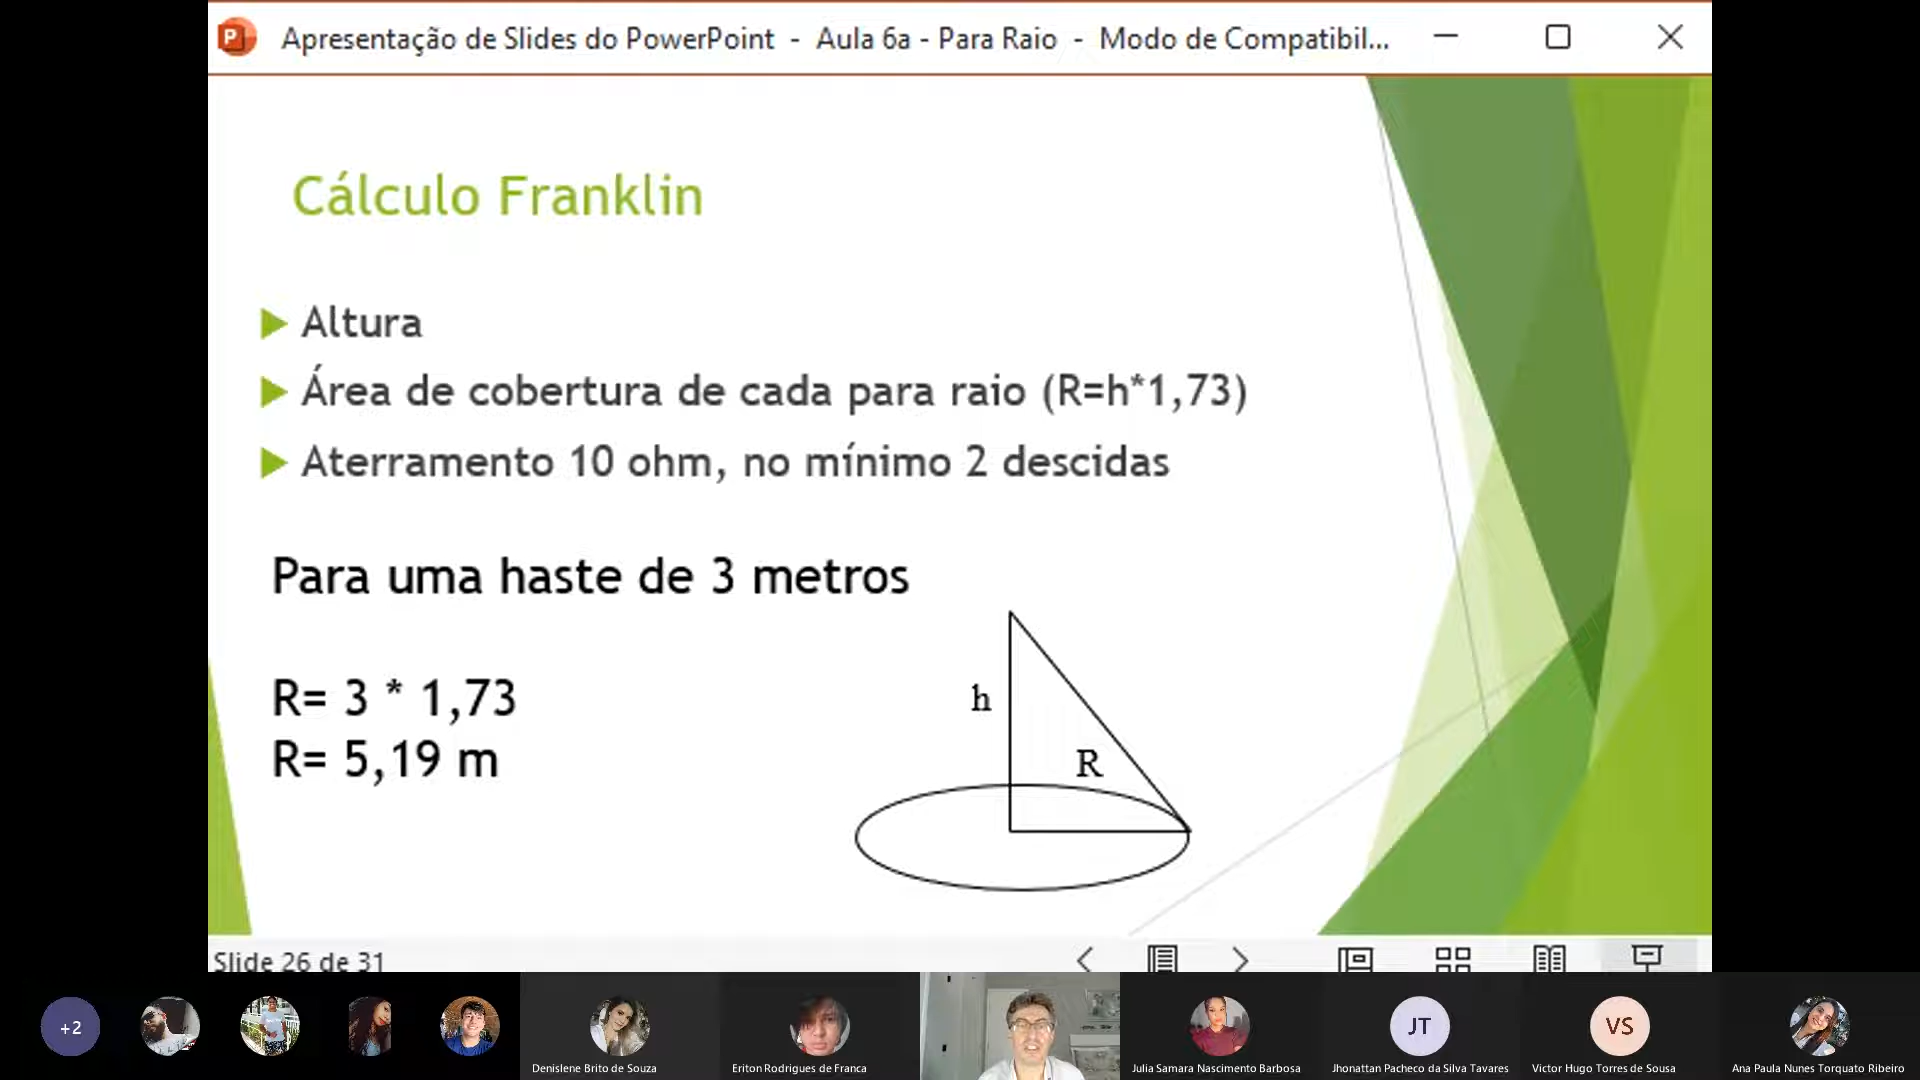 Apresentação de Slides do PowerPoint - Aula 6a - Para Raio - Modo de Compatibil...
Cálculo Franklin
Altura
Área de cobertura de cada para raio (R=h*1,73)
Aterramento 10 ohm, no mínimo 2 descidas
Para uma haste de 3 metros
R= 3 * 1,73
R= 5,19 m
h
R
Slide 26 de 31
+2
JT
VS
Denislene Brito de Souza
Eriton Rodrigues de Franca
Julia Samara Nascimento Barbosa
Jhonattan Pacheco da Silva Tavares
Victor Hugo Torres de Sousa
Ana Paula Nunes Torquato Ribeiro